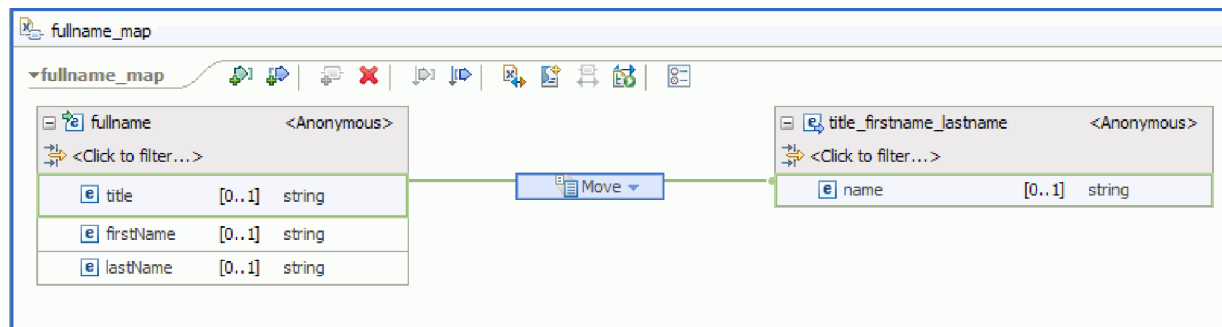 fullname_map
fullname_map
fullname <Anonymous>
<Click to filter...>
title [0..1] string
firstName [0..1] string
lastName [0..1] string
Move
title_firstname_lastname <Anonymous>
<Click to filter...>
name [0..1] string